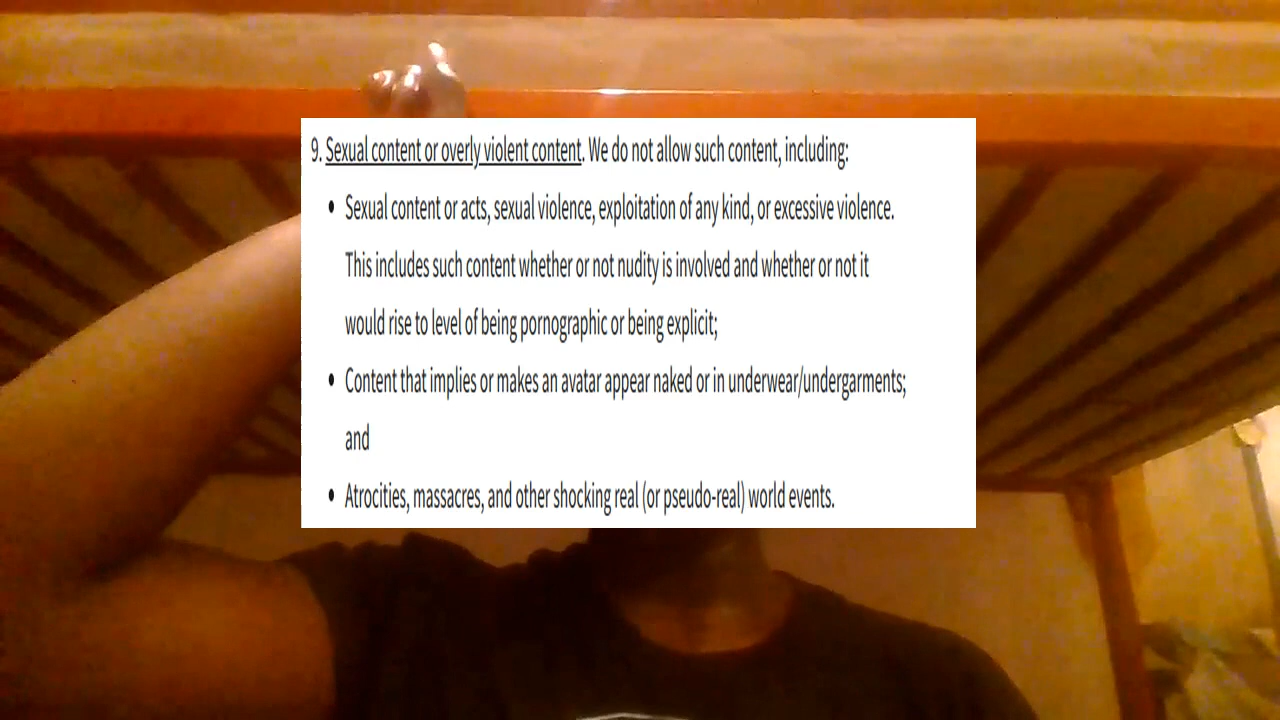 9. Sexual content or overly violent content. We do not allow such content, including:
• Sexual content or acts, sexual violence, exploitation of any kind, or excessive violence.
This includes such content whether or not nudity is involved and whether or not it
would rise to level of being pornographic or being explicit;
• Content that implies or makes an avatar appear naked or in underwear/undergarments;
and
• Atrocities, massacres, and other shocking real (or pseudo-real) world events.